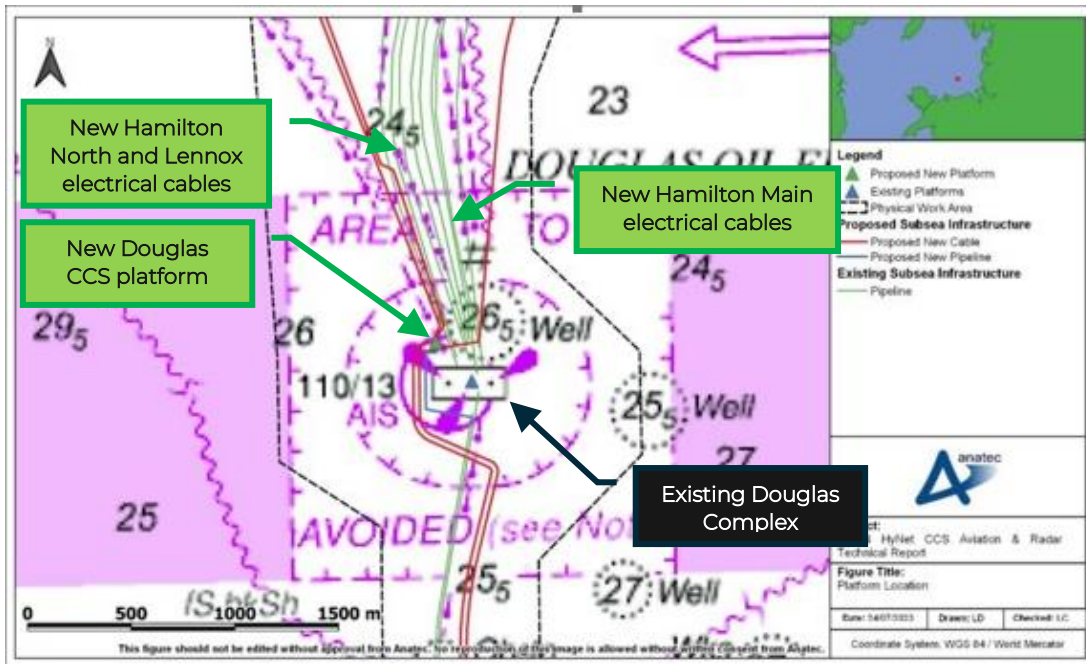 N
23
24₅
DOUGLAS OIL
New Hamilton
North and Lennox
electrical cables
New Hamilton Main
electrical cables
AREA TO
New Douglas
CCS platform
24₅
29₅
26
26₅ Well
110/13
AIS
25₅ Well
27
Existing Douglas
Complex
25
AVOIDED (see No
25₅
27 Well
0 500 1000 1500 m
This figure should not be edited without approval from Anatec. No reproduction of this image is allowed without written consent from Anatec.
Legend
Proposed New Platform
Existing Platforms
Physical Work Area
Proposed Subsea Infrastructure
Proposed New Cable
Proposed New Pipeline
Existing Subsea Infrastructure
Pipeline
anatec
HyNet CCS Aviation & Radar
Technical Report
Figure Title:
Platform Location
Drawn: LD
Checked: LC
Coordinate System: WGS 84 / World Mercator